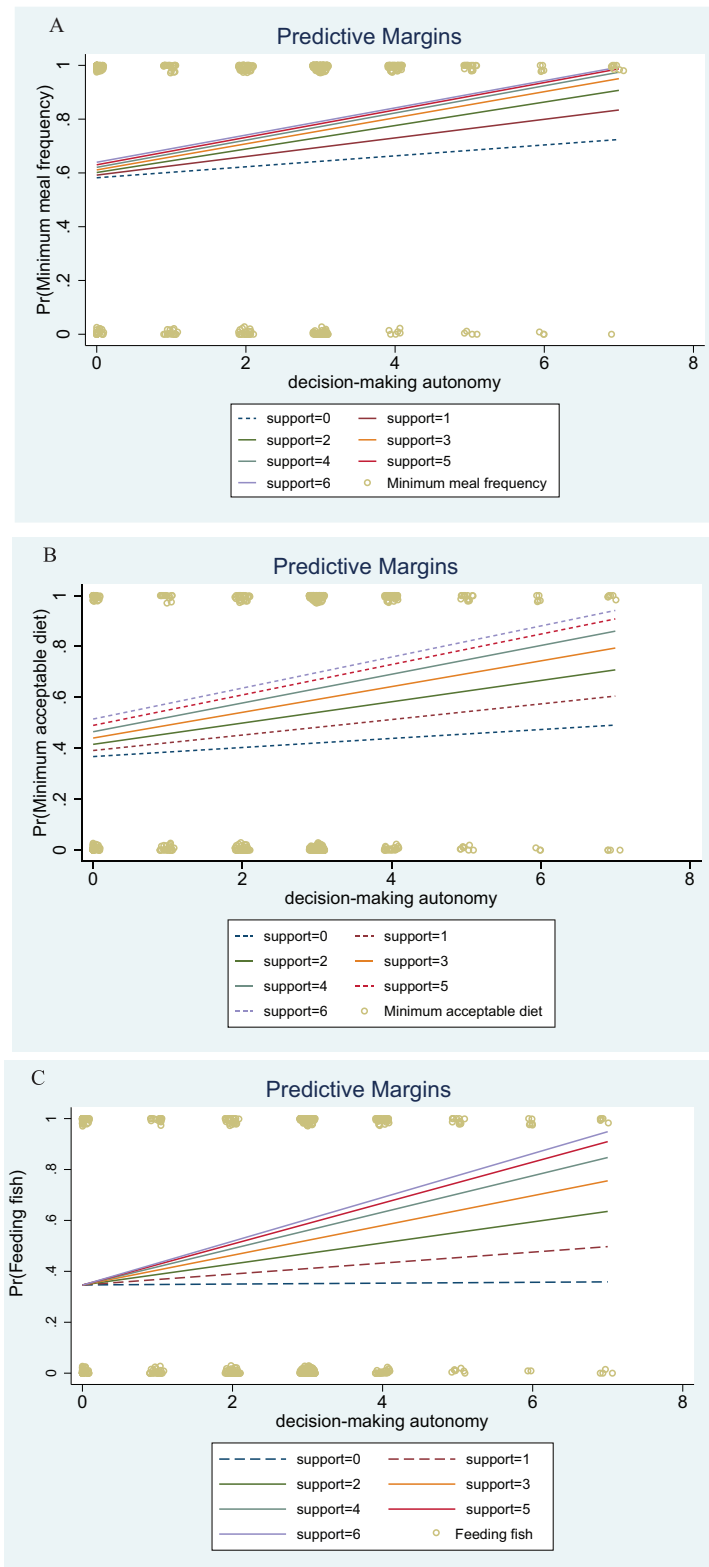 A
Predictive Margins
Pr(Minimum meal frequency)
1
.8
.6
.4
.2
0
0 2 4 6 8
decision-making autonomy
support=0 support=1
support=2 support=3
support=4 support=5
support=6 Minimum meal frequency
B
Predictive Margins
Pr(Minimum acceptable diet)
1
.8
.6
.4
.2
0
0 2 4 6 8
decision-making autonomy
support=0 support=1
support=2 support=3
support=4 support=5
support=6 Minimum acceptable diet
C
Predictive Margins
Pr(Feeding fish)
1
.8
.6
.4
.2
0
0 2 4 6 8
decision-making autonomy
support=0 support=1
support=2 support=3
support=4 support=5
support=6 Feeding fish